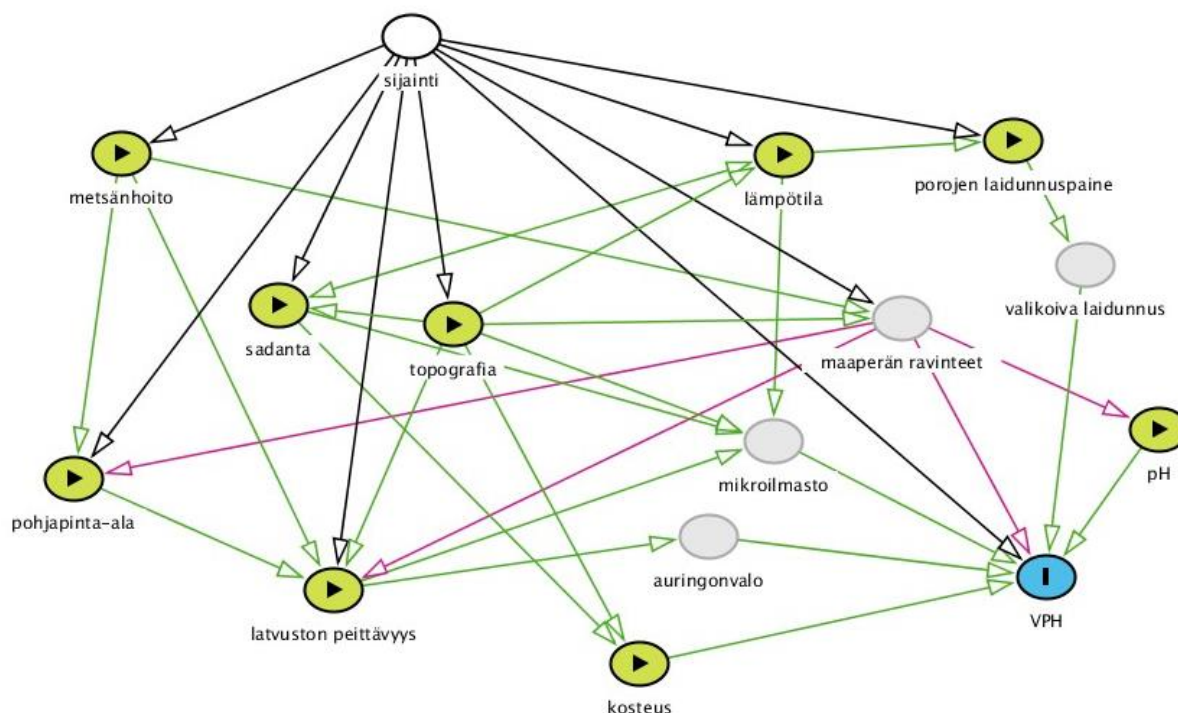 sijainti
metsänhoito
lämpötila
porojen laidunnuspaine
sadanta
topografia
valikoiva laidunnus
maaperän ravinteet
pohjapinta-ala
mikroilmasto
pH
auringonvalo
latvuston peittävyys
VPH
kosteus